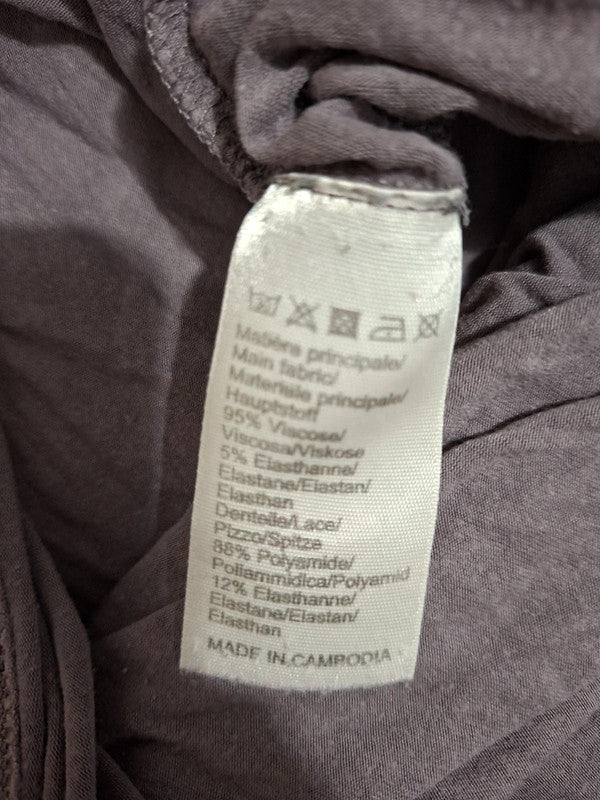 Matière principale/
Main fabric/
Materiale principale/
Hauptstoff
95% Viscose/
Viscosa/Viskose
5% Elasthanne/
Elastane/Elastan/
Elasthan
Dentelle/Lace/
Pizzo/Spitze
88% Polyamide/
Poliammidica/Polyamid
12% Elasthanne/
Elastane/Elastan/
Elasthan
MADE IN CAMBODIA